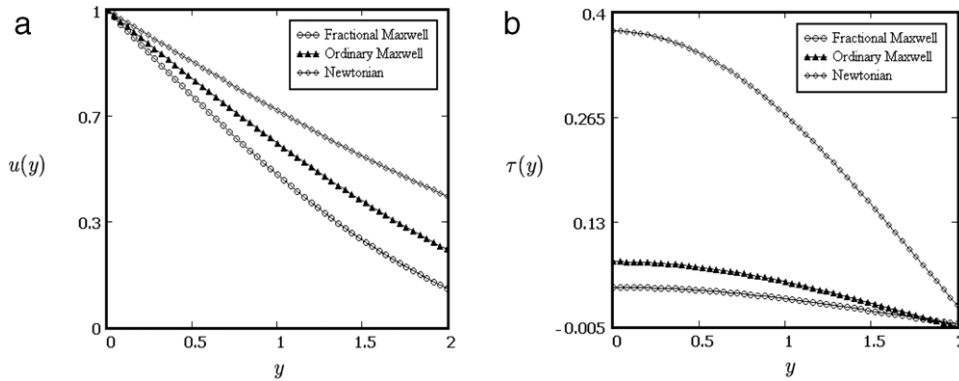 a
1
0.7
0.3
0
u(y)
0
0.5
1
1.5
2
y
Fractional Maxwell
Ordinary Maxwell
Newtonian
b
0.4
0.265
0.13
-0.005
τ(y)
0
0.5
1
1.5
2
y
Fractional Maxwell
Ordinary Maxwell
Newtonian